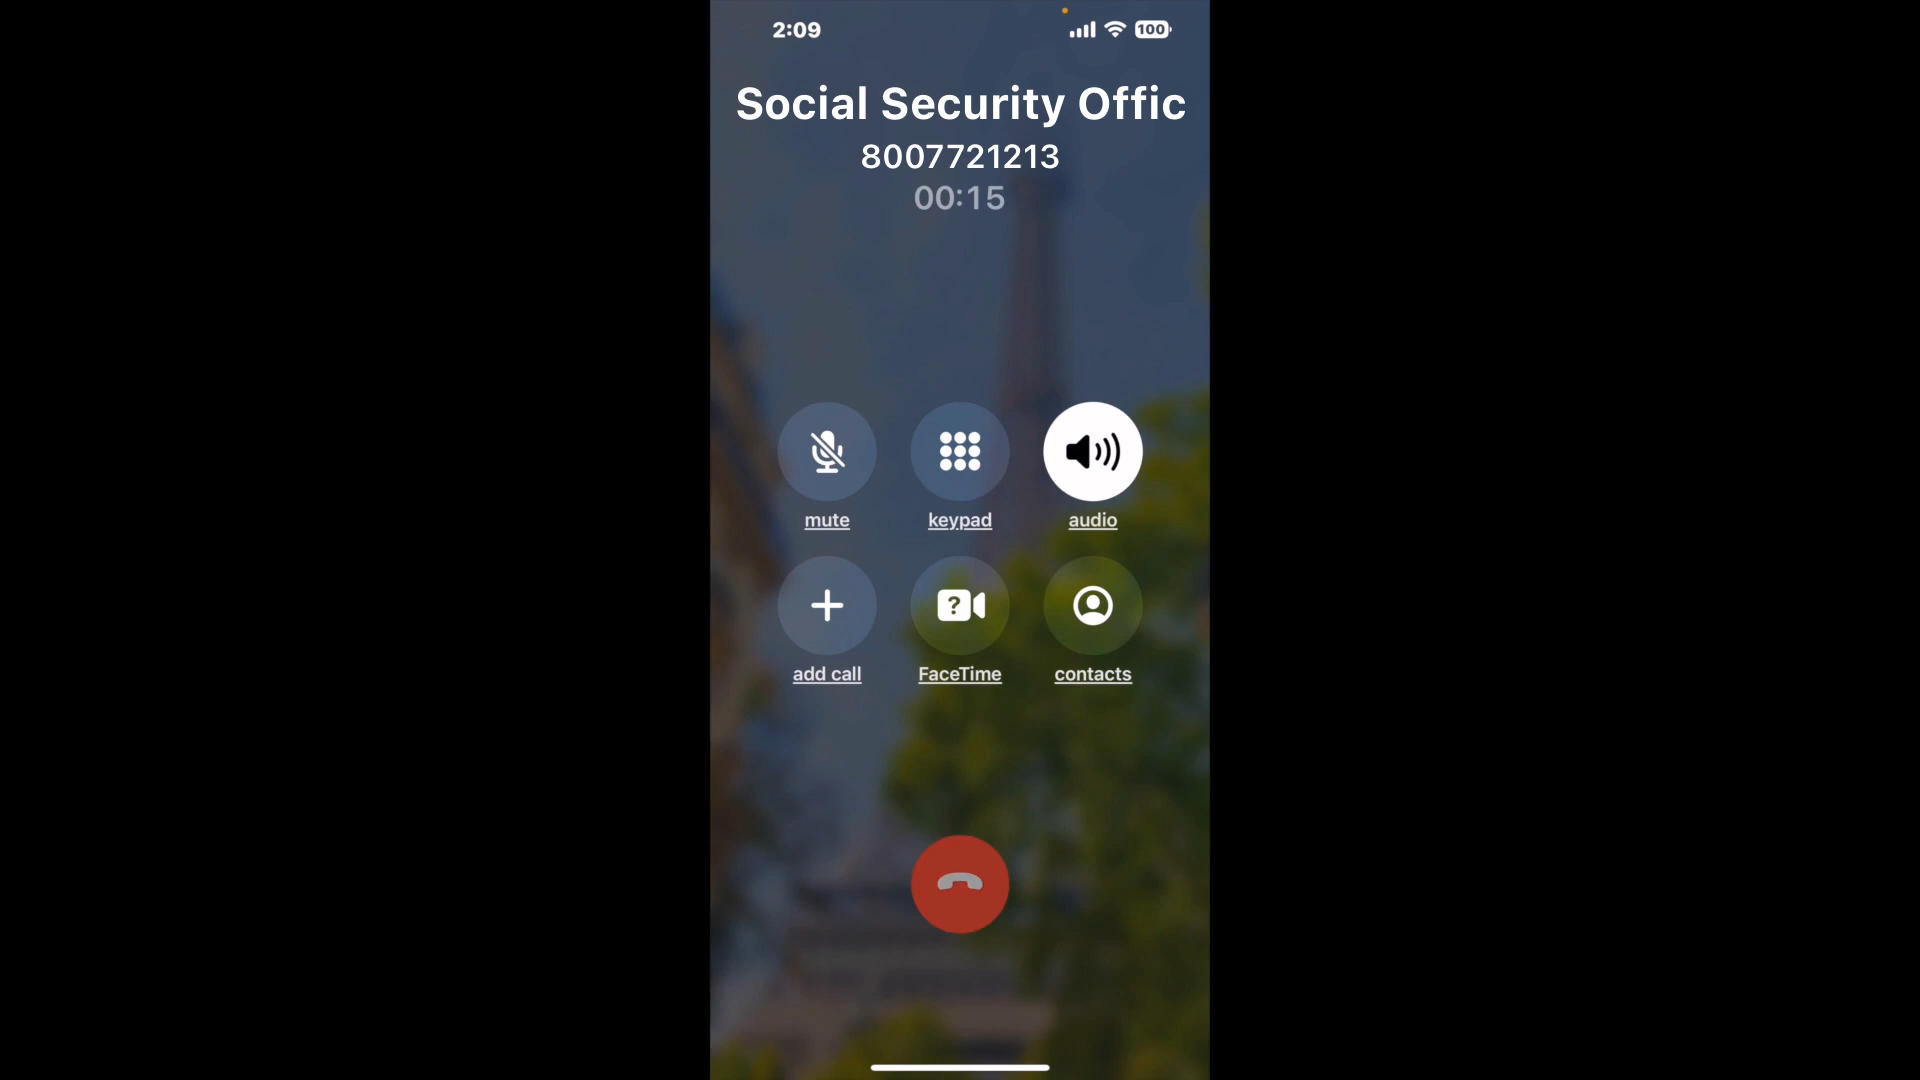 2:09
100
Social Security Offic
8007721213
00:15
mute
keypad
audio
?
add call
FaceTime
contacts